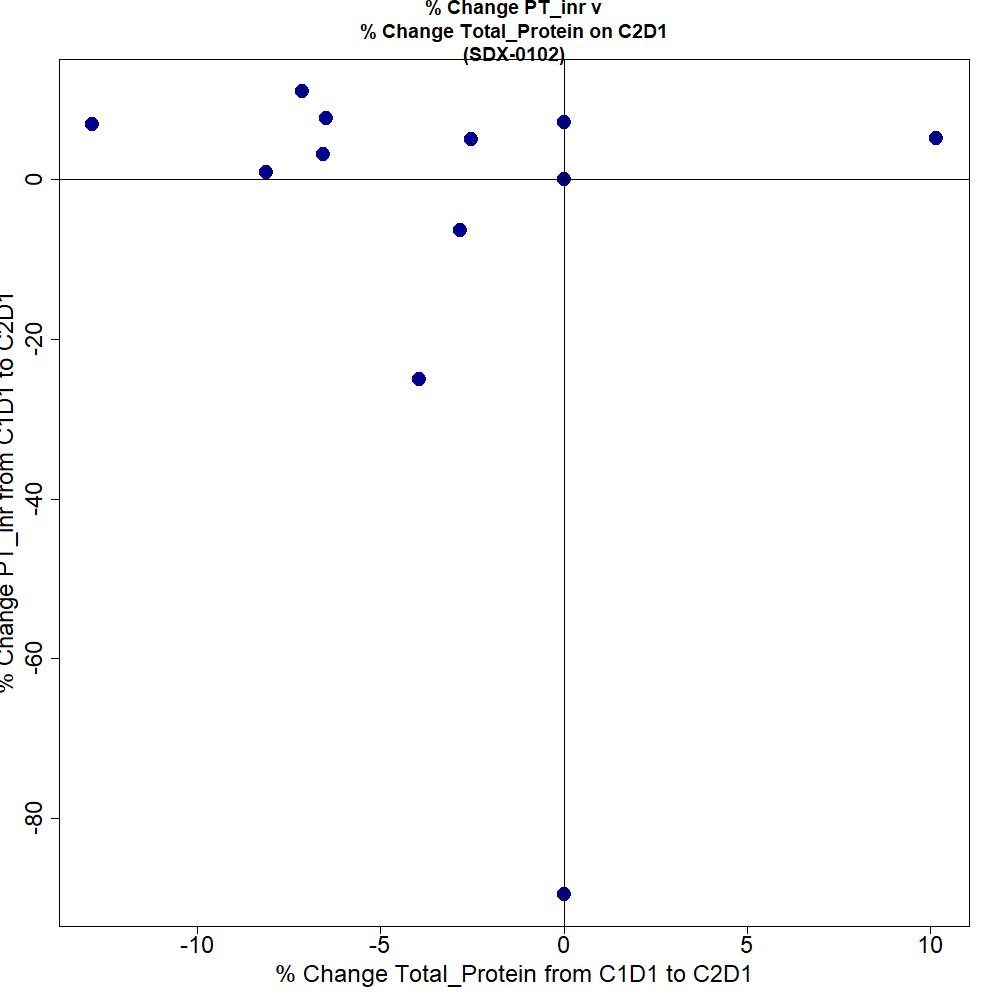 % Change PT_inr v
% Change Total_Protein on C2D1
(SDX-0102)
% Change PT_inr from C1D1 to C2D1
0
-20
-40
-60
-80
-10
-5
0
5
10
% Change Total_Protein from C1D1 to C2D1